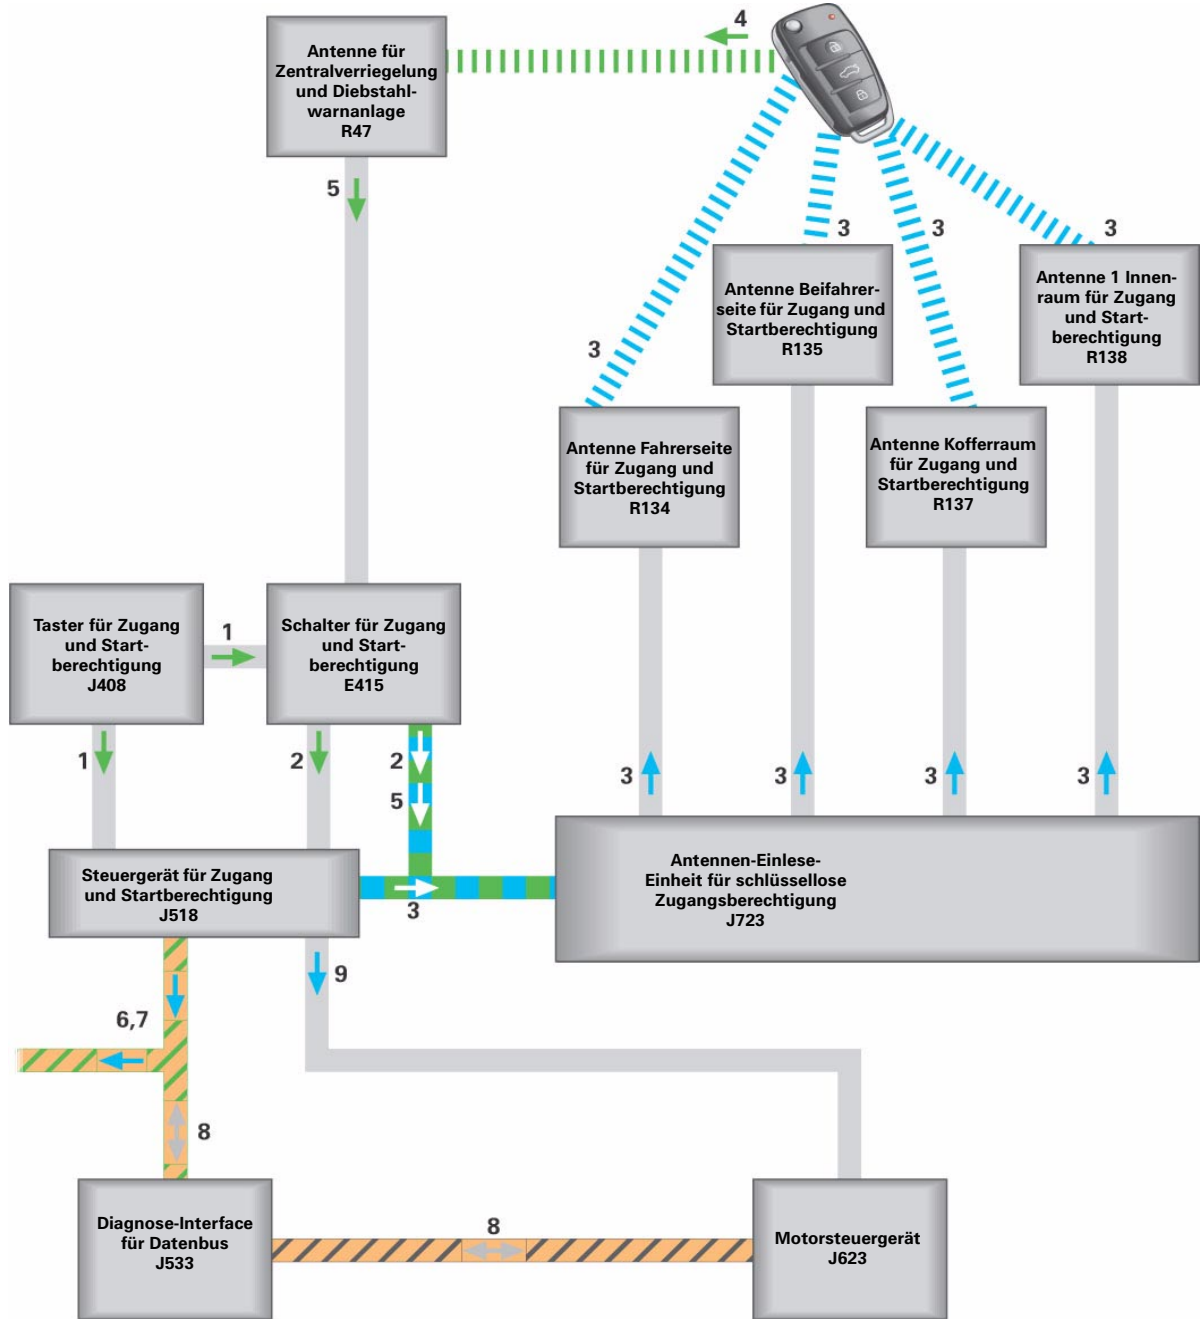 4
Antenne für
Zentralverriegelung
und Diebstahl-
warnanlage
R47
5
3
3
3
Antenne Beifahrer-
seite für Zugang und
Startberechtigung
R135
Antenne 1 Innen-
raum für Zugang
und Start-
berechtigung
R138
3
Antenne Fahrerseite
für Zugang und
Startberechtigung
R134
Antenne Kofferraum
für Zugang und
Startberechtigung
R137
Taster für Zugang
und Start-
berechtigung
J408
1
Schalter für Zugang
und Start-
berechtigung
E415
1
2
2
5
3
3
3
3
Steuergerät für Zugang
und Startberechtigung
J518
3
Antennen-Einlese-
Einheit für schlüssellose
Zugangsberechtigung
J723
9
6,7
8
Diagnose-Interface
für Datenbus
J533
8
Motorsteuergerät
J623